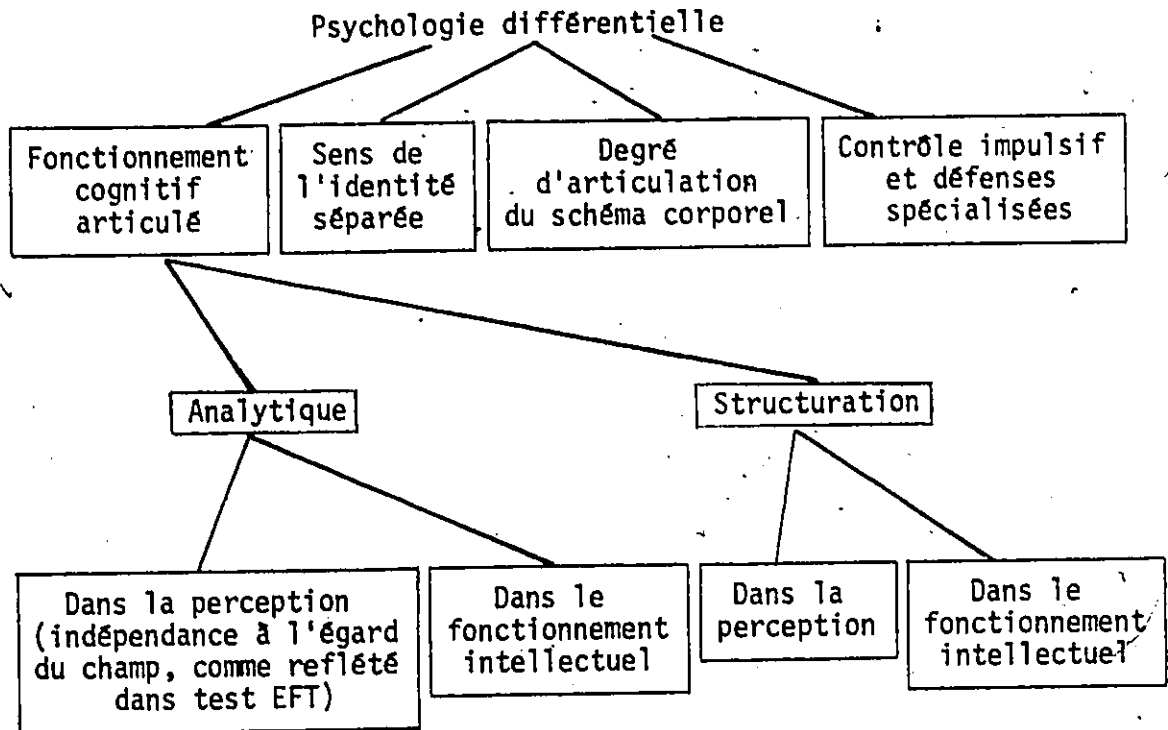 Psychologie différentielle
Fonctionnement
cognitif
articulé
Sens de
l'identité
séparée
Degré
d'articulation
du schéma corporel
Contrôle impulsif
et défenses
spécialisées
Analytique
Structuration
Dans la perception
(indépendance à l'égard
du champ, comme reflété
dans test EFT)
Dans le
fonctionnement
intellectuel
Dans la
perception
Dans le
fonctionnement
intellectuel